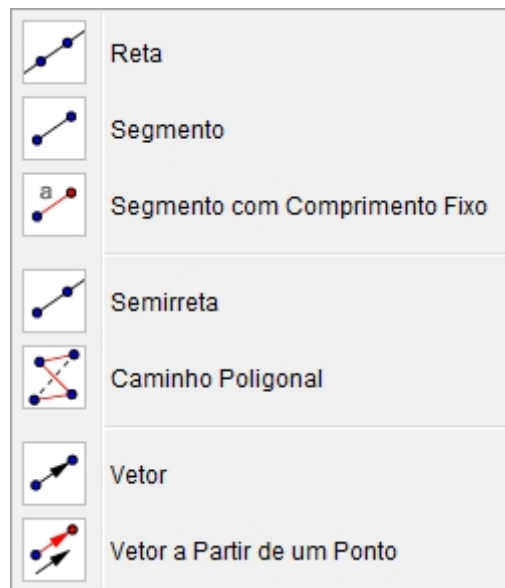 Reta
Segmento
a
Segmento com Comprimento Fixo
Semirreta
Caminho Poligonal
Vetor
Vetor a Partir de um Ponto